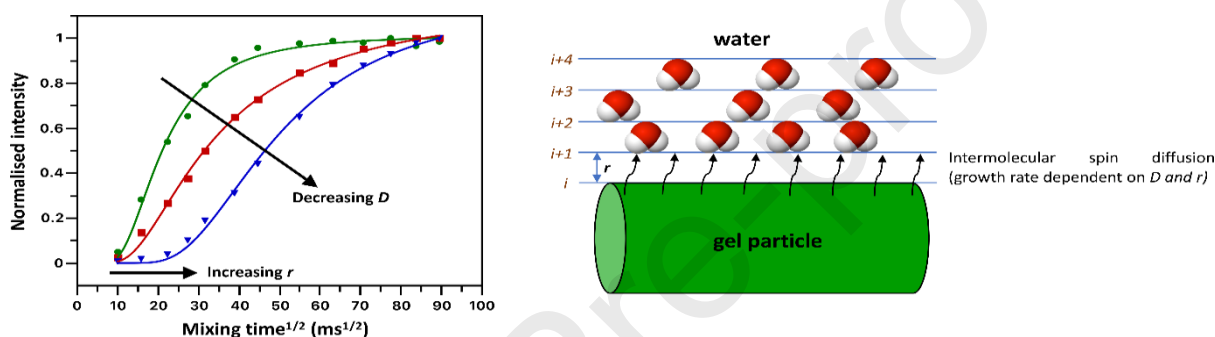 Normalised intensity
1
0.8
0.6
0.4
0.2
0
Decreasing D
Increasing r
10 20 30 40 50 60 70 80 90 100
0
Mixing time1/2 (ms1/2)
water
i+4
i+3
i+2
i+1
r
i
Intermolecular spin diffusion
(growth rate dependent on D and r)
gel particle
Pre-pro